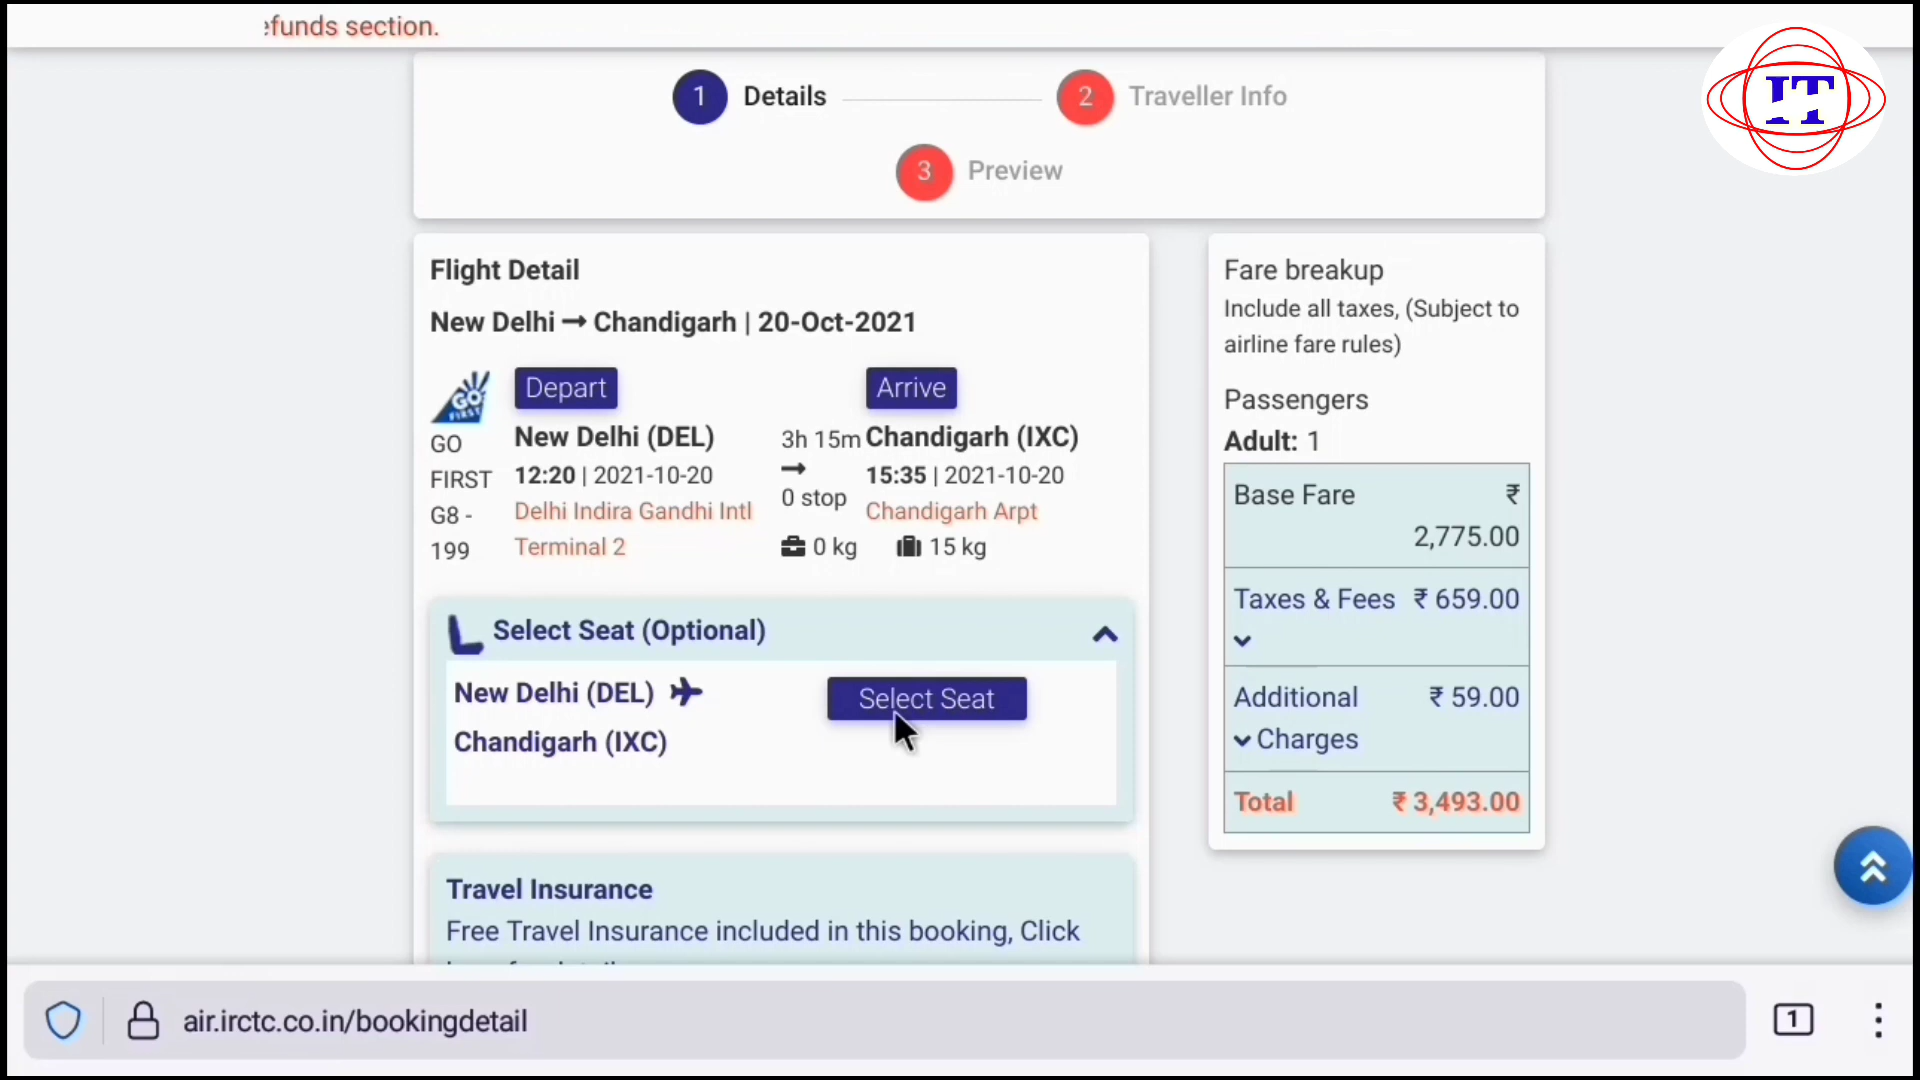 efunds section.
IT
1 Details
2 Traveller Info
3 Preview
Flight Detail
New Delhi → Chandigarh | 20-Oct-2021
GO FIRST
GO
FIRST
G8 -
199
Depart
New Delhi (DEL)
12:20 | 2021-10-20
Delhi Indira Gandhi Intl
Terminal 2
3h 15m
→
0 stop
0 kg
Arrive
Chandigarh (IXC)
15:35 | 2021-10-20
Chandigarh Arpt
15 kg
Select Seat (Optional)
New Delhi (DEL)
Chandigarh (IXC)
Select Seat
Travel Insurance
Free Travel Insurance included in this booking, Click
Fare breakup
Include all taxes, (Subject to
airline fare rules)
Passengers
Adult: 1
Base Fare ₹
2,775.00
Taxes & Fees ₹ 659.00
Additional ₹ 59.00
Charges
Total ₹ 3,493.00
air.irctc.co.in/bookingdetail
1